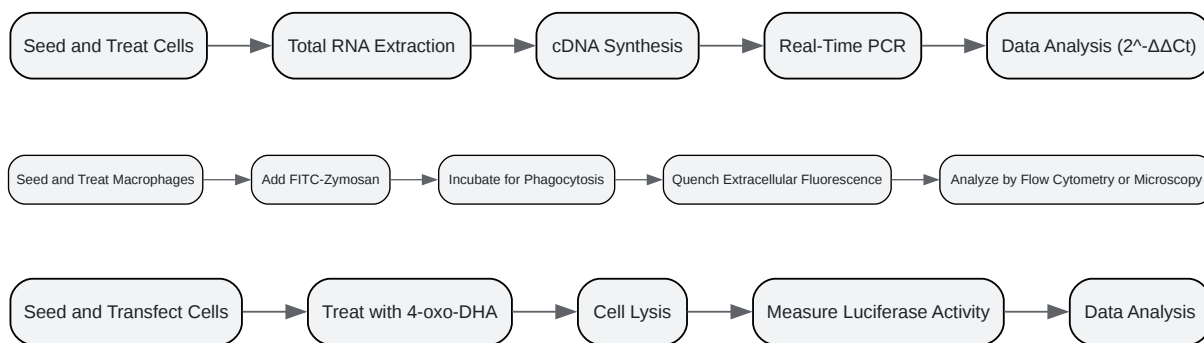 Seed and Treat Cells Total RNA Extraction cDNA Synthesis Real-Time PCR Data Analysis (2^-ΔΔCt)
Seed and Treat Macrophages Add FITC-Zymosan Incubate for Phagocytosis Quench Extracellular Fluorescence Analyze by Flow Cytometry or Microscopy
Seed and Transfect Cells Treat with 4-oxo-DHA Cell Lysis Measure Luciferase Activity Data Analysis